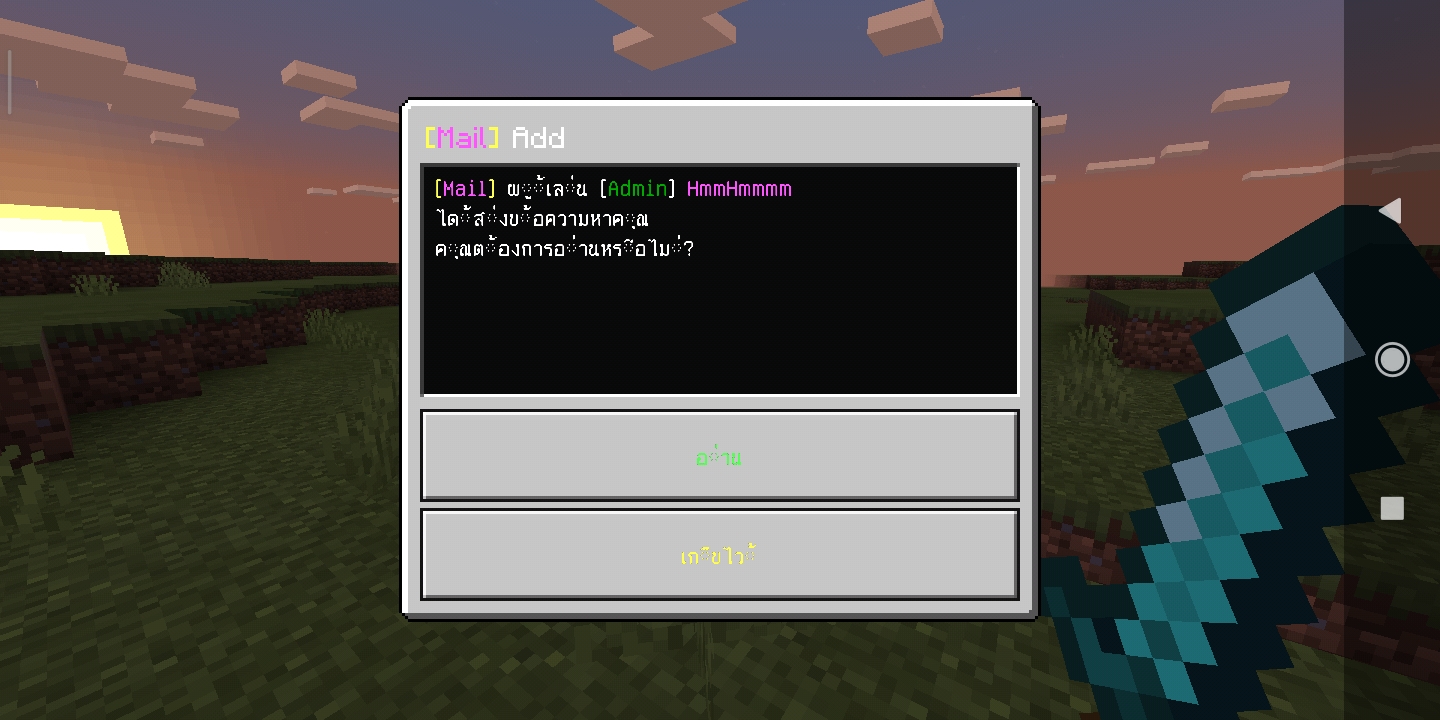 [Mail] Add
[Mail] ผู้เล่น [Admin] HmmHmmmm
ได้ส่งข้อความหาคุณ
คุณต้องการอ่านหรือไม่?
อ่าน
เก็บไว้